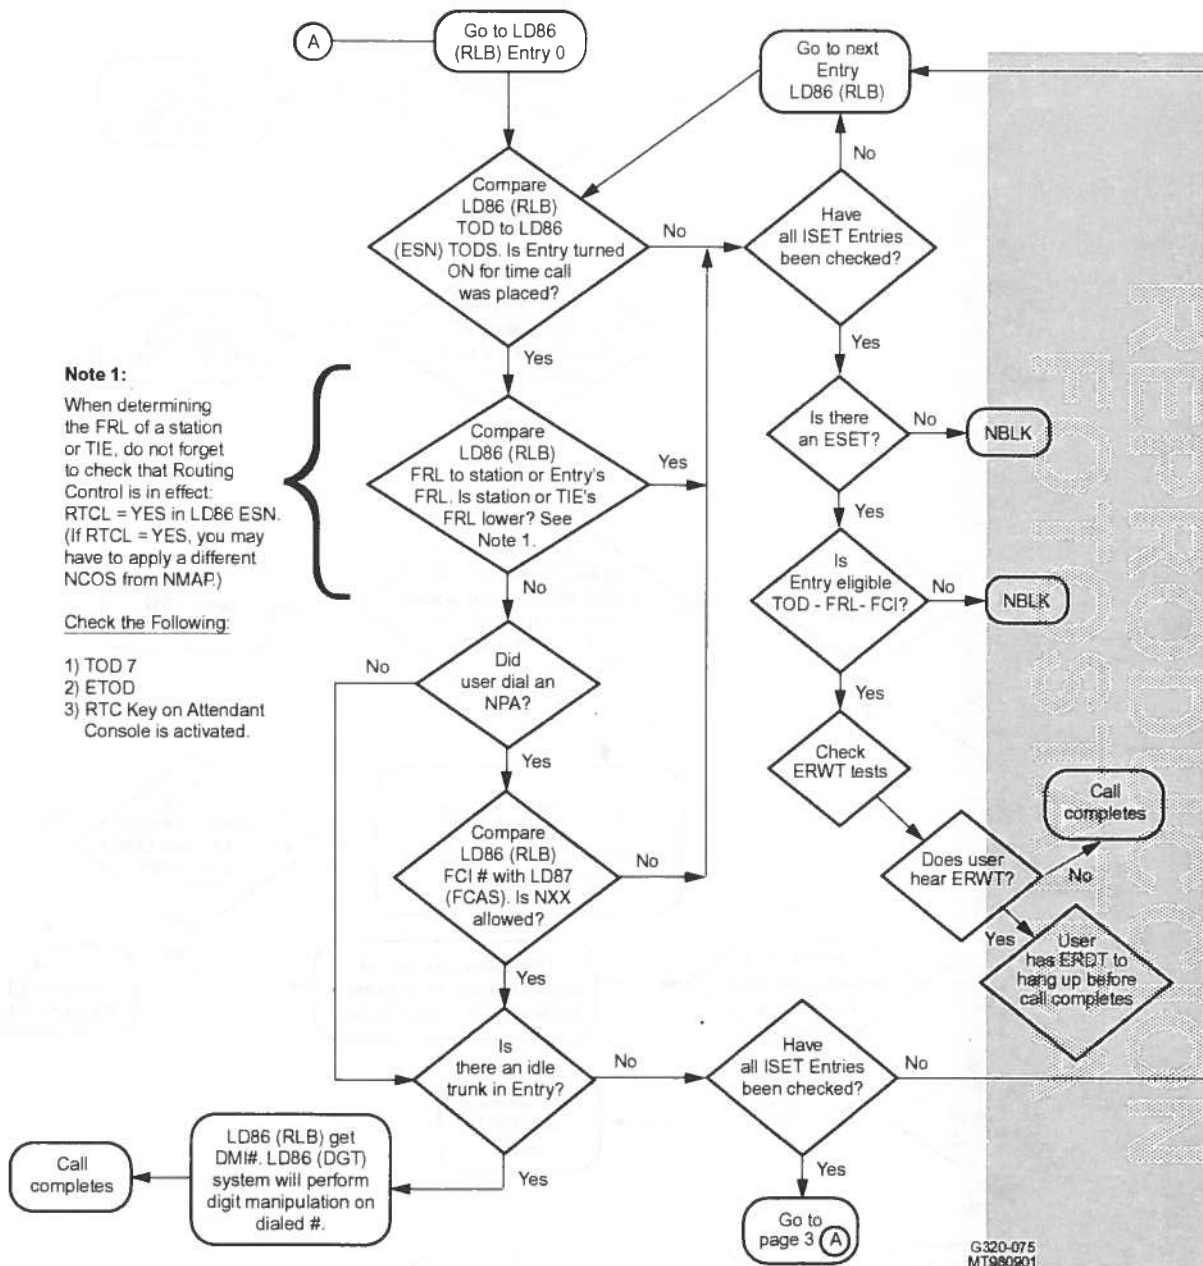 A
Go to LD86
(RLB) Entry 0
Go to next
Entry
LD86 (RLB)
No
Compare
LD86 (RLB)
TOD to LD86
(ESN) TODS. Is Entry turned
ON for time call
was placed?
No
Have
all ISET Entries
been checked?
Yes
Yes
Note 1:
When determining
the FRL of a station
or TIE, do not forget
to check that Routing
Control is in effect:
RTCL = YES in LD86 ESN.
(If RTCL = YES, you may
have to apply a different
NCOS from NMAP.)
Check the Following:
1) TOD 7
2) ETOD
3) RTC Key on Attendant
Console is activated.
Compare
LD86 (RLB)
FRL to station or Entry's
FRL. Is station or TIE's
FRL lower? See
Note 1.
Yes
No
Is there
an ESET?
No
NBLK
Yes
Is
Entry eligible
TOD - FRL- FCI?
No
NBLK
Yes
No
Did
user dial an
NPA?
Yes
Check
ERWT tests
Call
completes
Compare
LD86 (RLB)
FCI # with LD87
(FCAS). Is NXX
allowed?
No
Yes
Does user
hear ERWT?
No
Yes
User
has ERDT to
hang up before
call completes
Is
there an idle
trunk in Entry?
No
Have
all ISET Entries
been checked?
No
Yes
Yes
LD86 (RLB) get
DMI#. LD86 (DGT)
system will perform
digit manipulation on
dialed #.
Call
completes
Go to
page 3 A
G320-075
MT980901